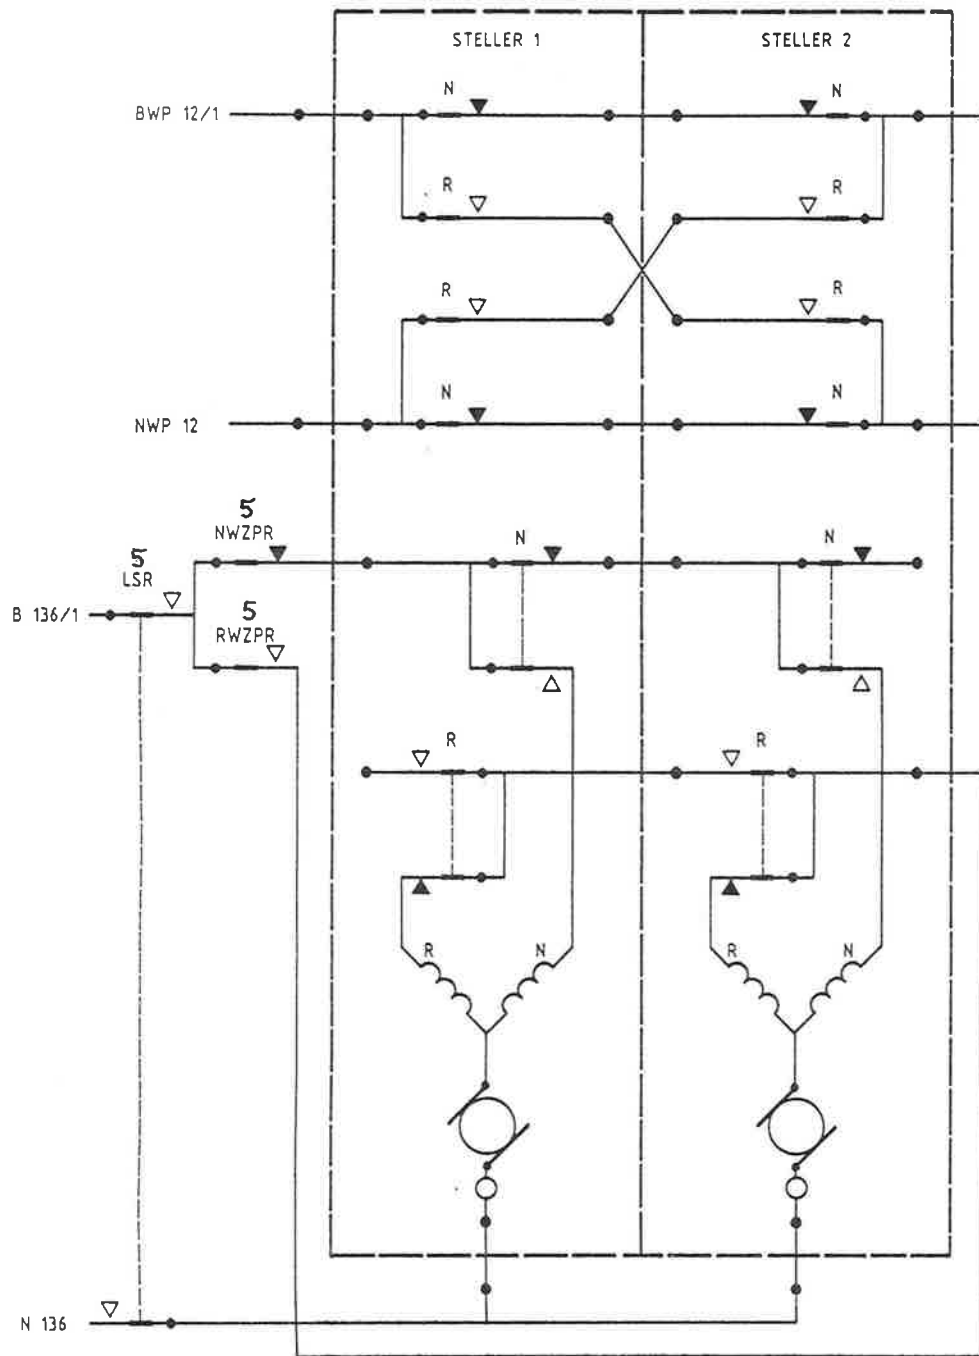 STELLER 1 STELLER 2
N N
BWP 12/1
R R
R R
N N
NWP 12
5
NWZPR N N
5
LSR
5
B 136/1
RWZPR
R R
R N R N
N 136